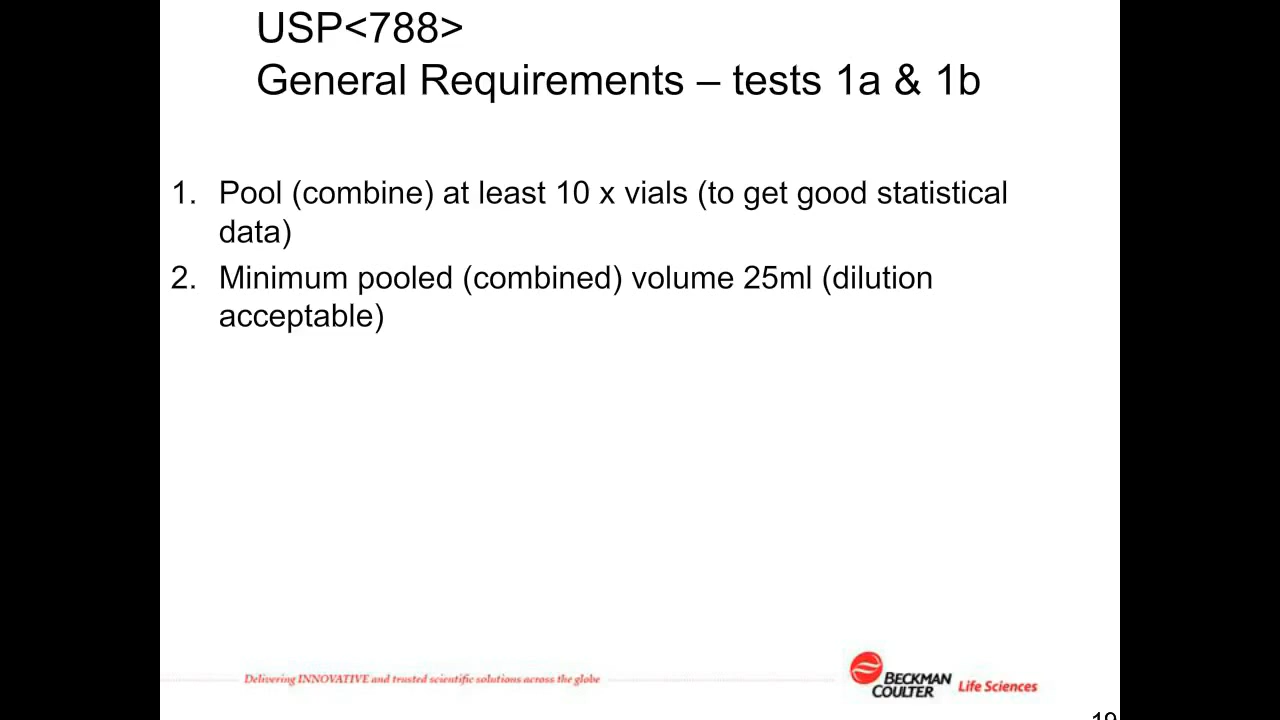 USP<788>
General Requirements – tests 1a & 1b
1. Pool (combine) at least 10 x vials (to get good statistical
data)
2. Minimum pooled (combined) volume 25ml (dilution
acceptable)
Delivering INNOVATIVE and trusted scientific solutions across the globe
BECKMAN
COULTER Life Sciences